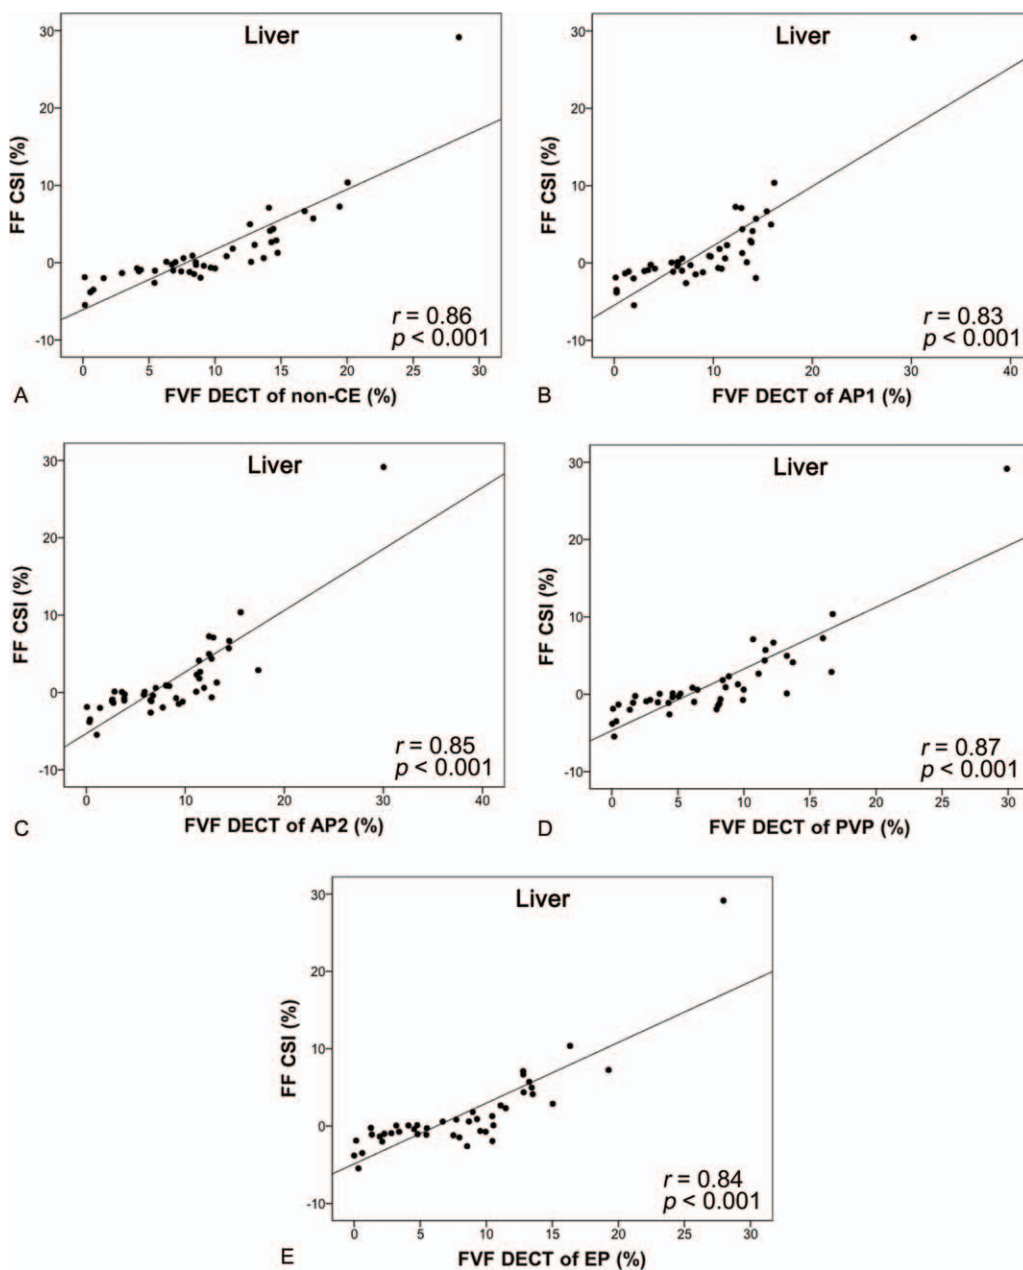 Liver
FF CSI (%)
30
20
10
0
-10
r = 0.86
p < 0.001
0 5 10 15 20 25 30
A FVF DECT of non-CE (%)
Liver
FF CSI (%)
30
20
10
0
-10
r = 0.83
p < 0.001
0 10 20 30 40
B FVF DECT of AP1 (%)
Liver
FF CSI (%)
30
20
10
0
-10
r = 0.85
p < 0.001
0 10 20 30 40
C FVF DECT of AP2 (%)
Liver
FF CSI (%)
30
20
10
0
-10
r = 0.87
p < 0.001
0 5 10 15 20 25 30
D FVF DECT of PVP (%)
Liver
FF CSI (%)
30
20
10
0
-10
r = 0.84
p < 0.001
0 5 10 15 20 25 30
E FVF DECT of EP (%)